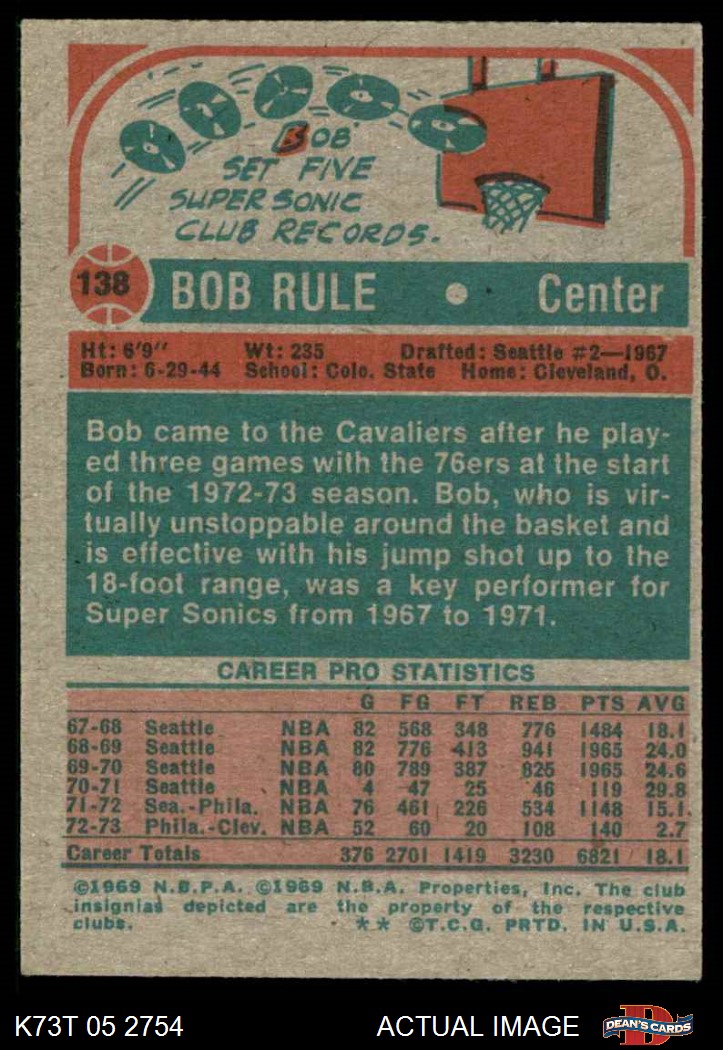 BOB
SET FIVE
SUPER SONIC
CLUB RECORDS.
138 BOB RULE • Center
Ht: 6'9" Wt: 235 Drafted: Seattle #2—1967
Born: 6-29-44 School: Colo. State Home: Cleveland, O.
Bob came to the Cavaliers after he play-
ed three games with the 76ers at the start
of the 1972-73 season. Bob, who is vir-
tually unstoppable around the basket and
is effective with his jump shot up to the
18-foot range, was a key performer for
Super Sonics from 1967 to 1971.
CAREER PRO STATISTICS
G FG FT REB PTS AVG
67-68 Seattle NBA 82 568 348 776 1484 18.1
68-69 Seattle NBA 82 776 413 941 1965 24.0
69-70 Seattle NBA 80 789 387 825 1965 24.6
70-71 Seattle NBA 4 47 25 46 119 29.8
71-72 Sea.-Phila. NBA 76 461 226 534 1148 15.1
72-73 Phila.-Clev. NBA 52 60 20 108 140 2.7
Career Totals 376 2701 1419 3230 6821 18.1
©1969 N.B.P.A. ©1969 N.B.A. Properties, Inc. The club
insignias depicted are the property of the respective
clubs. ** ©T.C.G. PRTD. IN U.S.A.
K73T 05 2754 ACTUAL IMAGE D DEAN'S CARDS